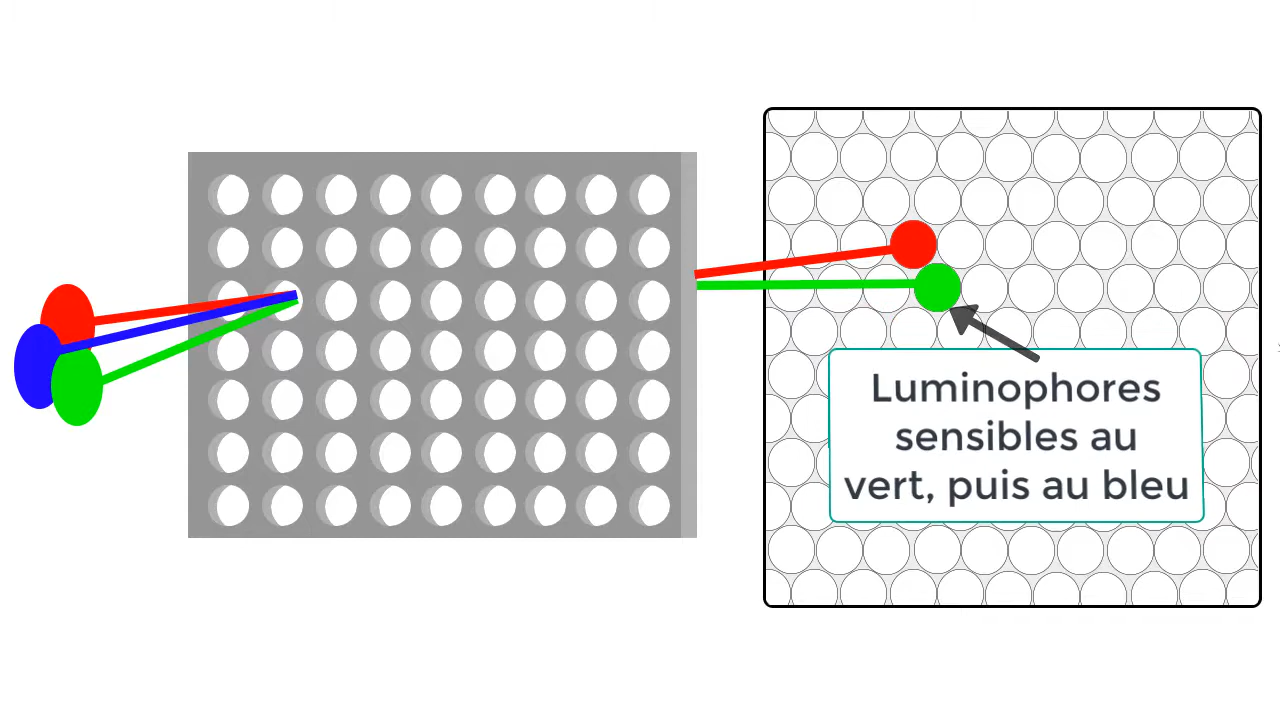 Luminophores
sensibles au
vert, puis au bleu